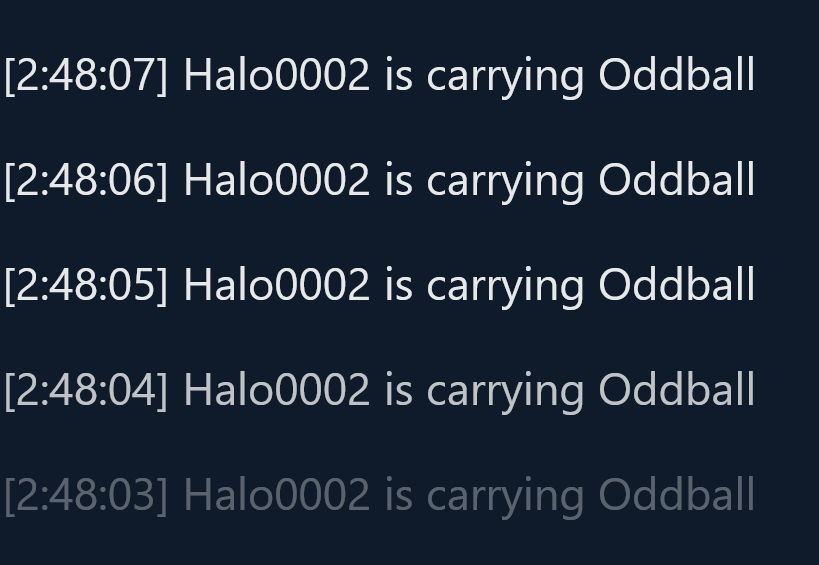 [2:48:07] Halo0002 is carrying Oddball
[2:48:06] Halo0002 is carrying Oddball
[2:48:05] Halo0002 is carrying Oddball
[2:48:04] Halo0002 is carrying Oddball
[2:48:03] Halo0002 is carrying Oddball